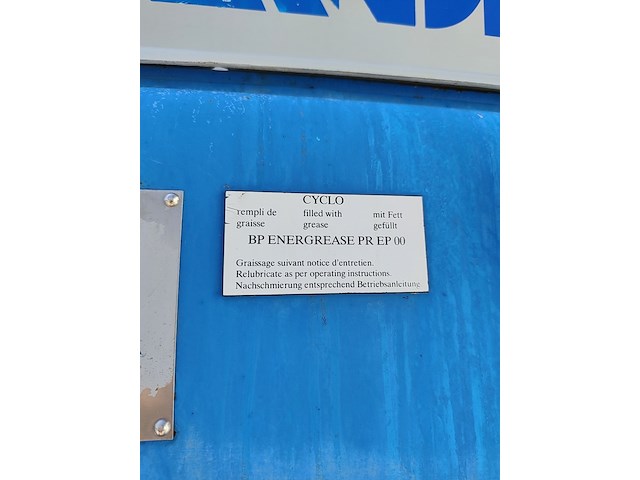 CYCLO
rempli de filled with mit Fett
graisse grease gefüllt
BP ENERGREASE PR EP 00
Graissage suivant notice d'entretien.
Relubricate as per operating instructions.
Nachschmierung entsprechend Betriebsanleitung